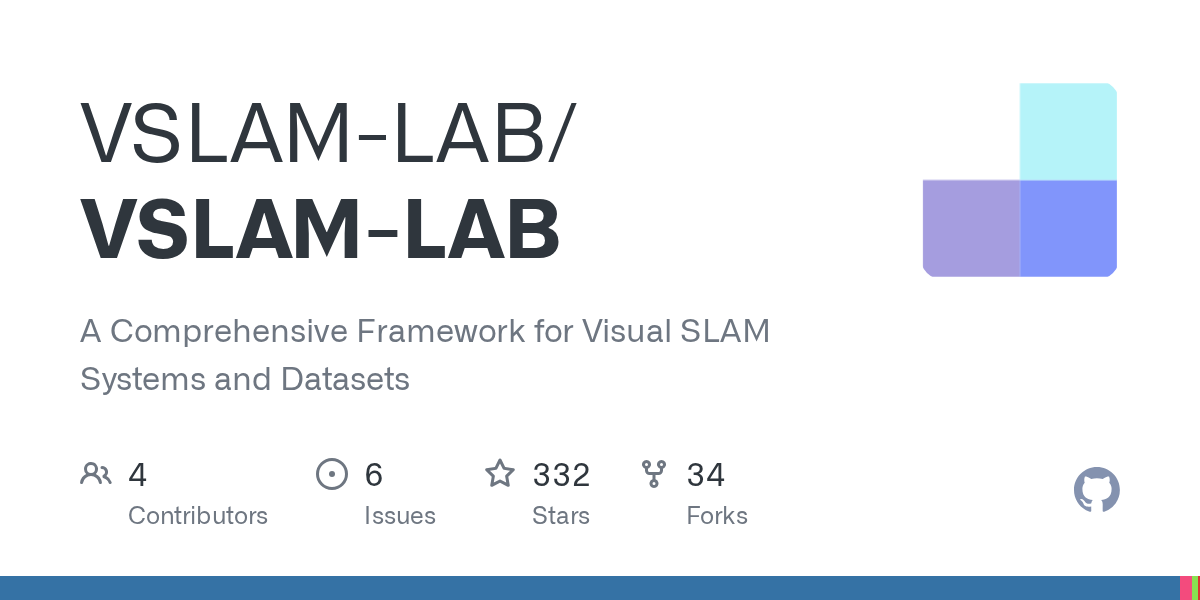 VSLAM-LAB/
VSLAM-LAB
A Comprehensive Framework for Visual SLAM
Systems and Datasets
4 6 332 34
Contributors Issues Stars Forks